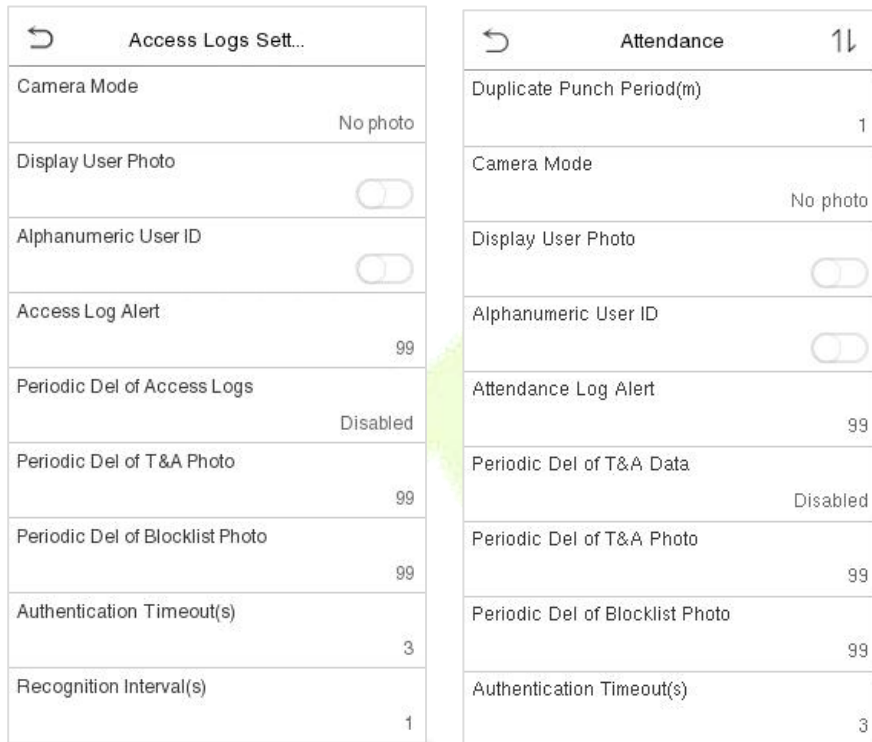 Access Logs Sett...
Camera Mode
No photo
Display User Photo
Alphanumeric User ID
Access Log Alert
99
Periodic Del of Access Logs
Disabled
Periodic Del of T&A Photo
99
Periodic Del of Blocklist Photo
99
Authentication Timeout(s)
3
Recognition Interval(s)
1
Attendance
Duplicate Punch Period(m)
1
Camera Mode
No photo
Display User Photo
Alphanumeric User ID
Attendance Log Alert
99
Periodic Del of T&A Data
Disabled
Periodic Del of T&A Photo
99
Periodic Del of Blocklist Photo
99
Authentication Timeout(s)
3